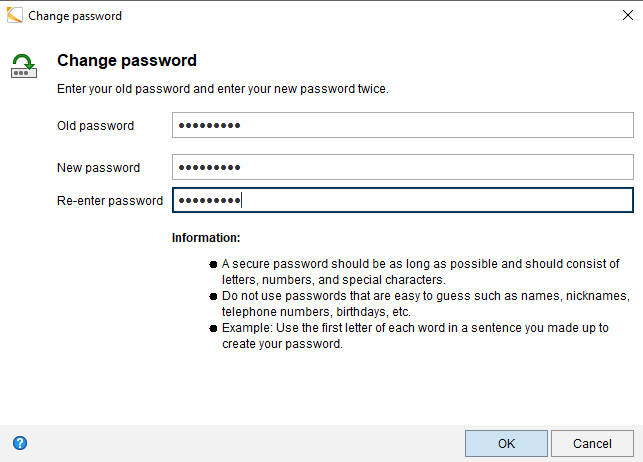 Change password
Change password
Enter your old password and enter your new password twice.
Old password •••••••••
New password •••••••••
Re-enter password •••••••••
Information:
● A secure password should be as long as possible and should consist of
letters, numbers, and special characters.
● Do not use passwords that are easy to guess such as names, nicknames,
telephone numbers, birthdays, etc.
● Example: Use the first letter of each word in a sentence you made up to
create your password.
? OK Cancel